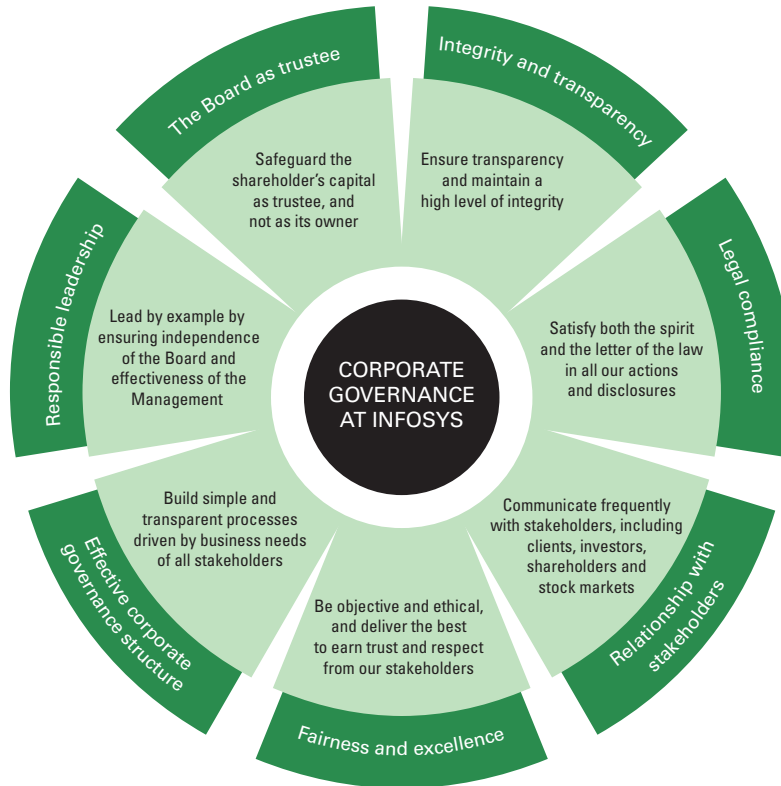 CORPORATE
GOVERNANCE
AT INFOSYS
The Board as trustee
Safeguard the
shareholder's capital
as trustee, and
not as its owner
Integrity and transparency
Ensure transparency
and maintain a
high level of integrity
Legal compliance
Satisfy both the spirit
and the letter of the law
in all our actions
and disclosures
Relationship with
stakeholders
Communicate frequently
with stakeholders, including
clients, investors,
shareholders and
stock markets
Fairness and excellence
Be objective and ethical,
and deliver the best
to earn trust and respect
from our stakeholders
Effective corporate
governance structure
Build simple and
transparent processes
driven by business needs
of all stakeholders
Responsible leadership
Lead by example by
ensuring independence
of the Board and
effectiveness of the
Management